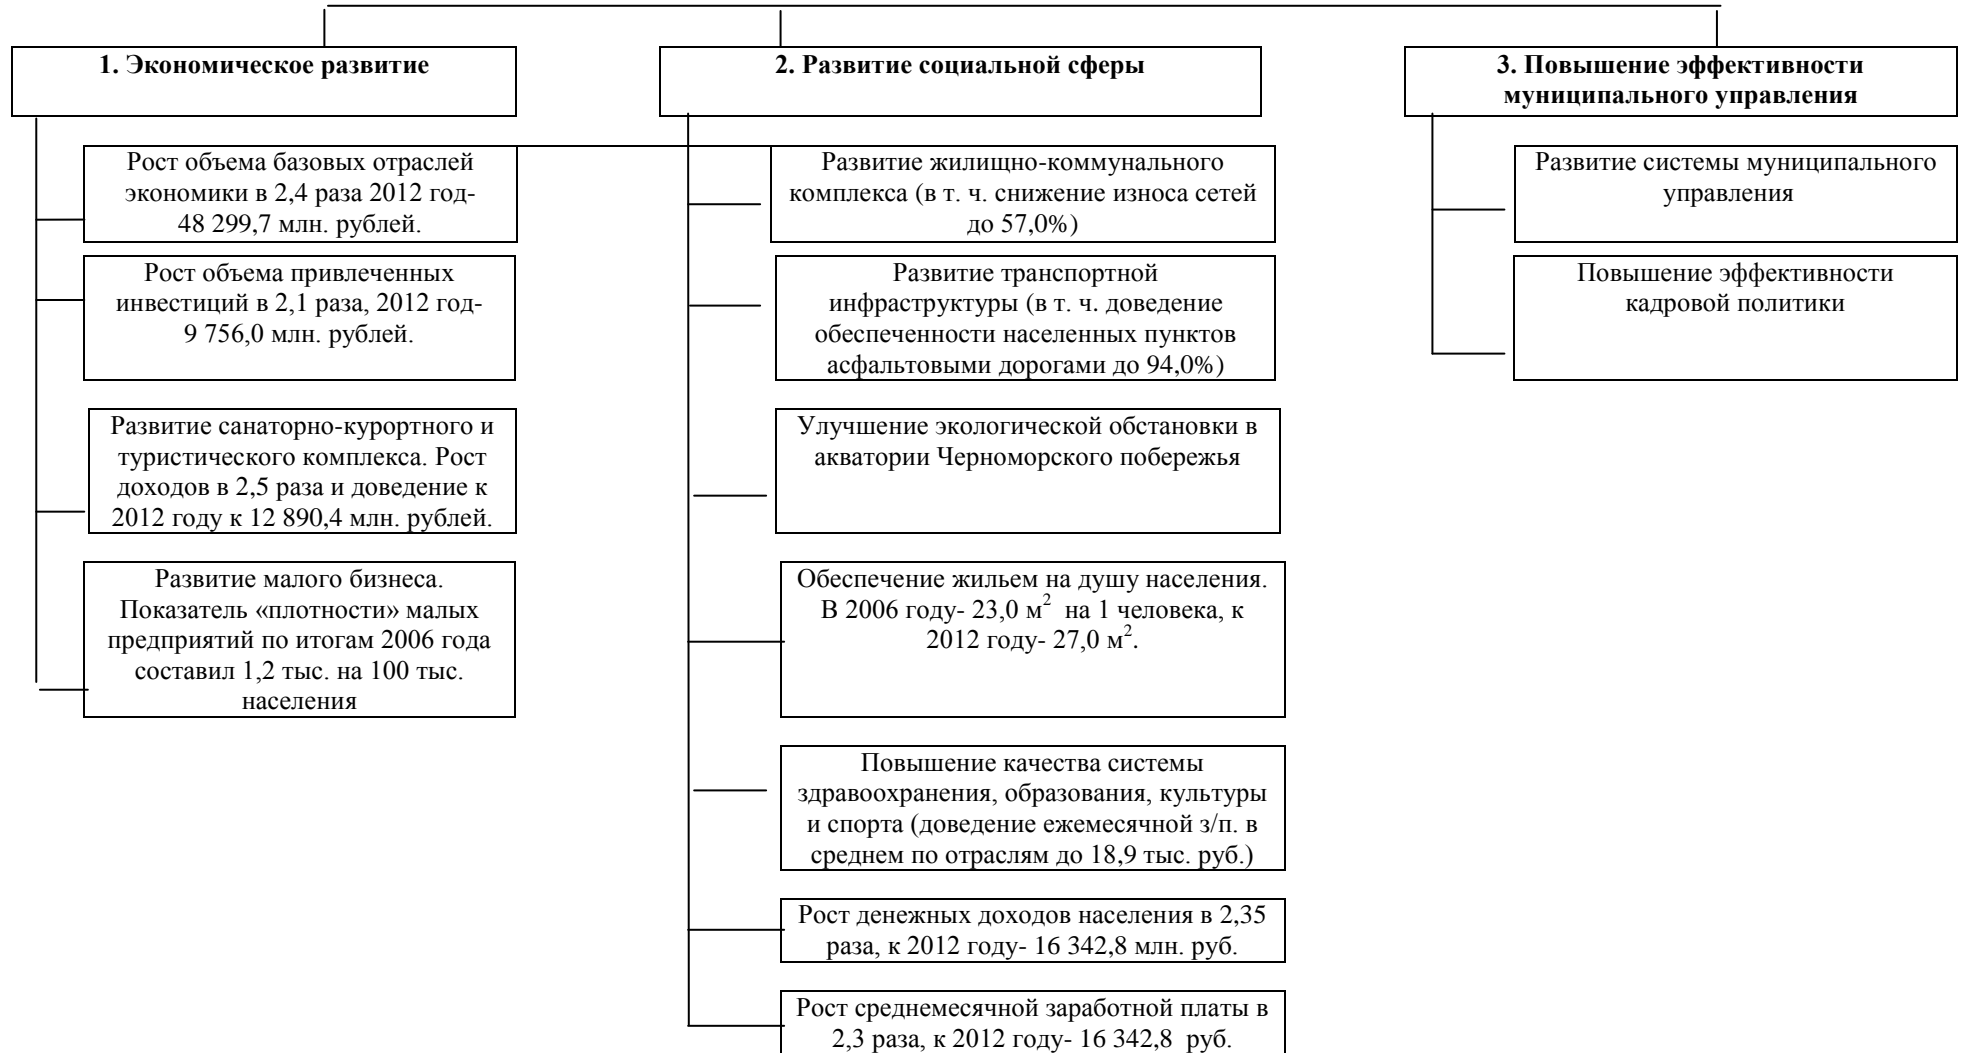 1. Экономическое развитие
Рост объема базовых отраслей
экономики в 2,4 раза 2012 год-
48 299,7 млн. рублей.
Рост объема привлеченных
инвестиций в 2,1 раза, 2012 год-
9 756,0 млн. рублей.
Развитие санаторно-курортного и
туристического комплекса. Рост
доходов в 2,5 раза и доведение к
2012 году к 12 890,4 млн. рублей.
Развитие малого бизнеса.
Показатель «плотности» малых
предприятий по итогам 2006 года
составил 1,2 тыс. на 100 тыс.
населения
2. Развитие социальной сферы
Развитие жилищно-коммунального
комплекса (в т. ч. снижение износа сетей
до 57,0%)
Развитие транспортной
инфраструктуры (в т. ч. доведение
обеспеченности населенных пунктов
асфальтовыми дорогами до 94,0%)
Улучшение экологической обстановки в
акватории Черноморского побережья
Обеспечение жильем на душу населения.
В 2006 году- 23,0 м² на 1 человека, к
2012 году- 27,0 м².
Повышение качества системы
здравоохранения, образования, культуры
и спорта (доведение ежемесячной з/п. в
среднем по отраслям до 18,9 тыс. руб.)
Рост денежных доходов населения в 2,35
раза, к 2012 году- 16 342,8 млн. руб.
Рост среднемесячной заработной платы в
2,3 раза, к 2012 году- 16 342,8 руб.
3. Повышение эффективности
муниципального управления
Развитие системы муниципального
управления
Повышение эффективности
кадровой политики